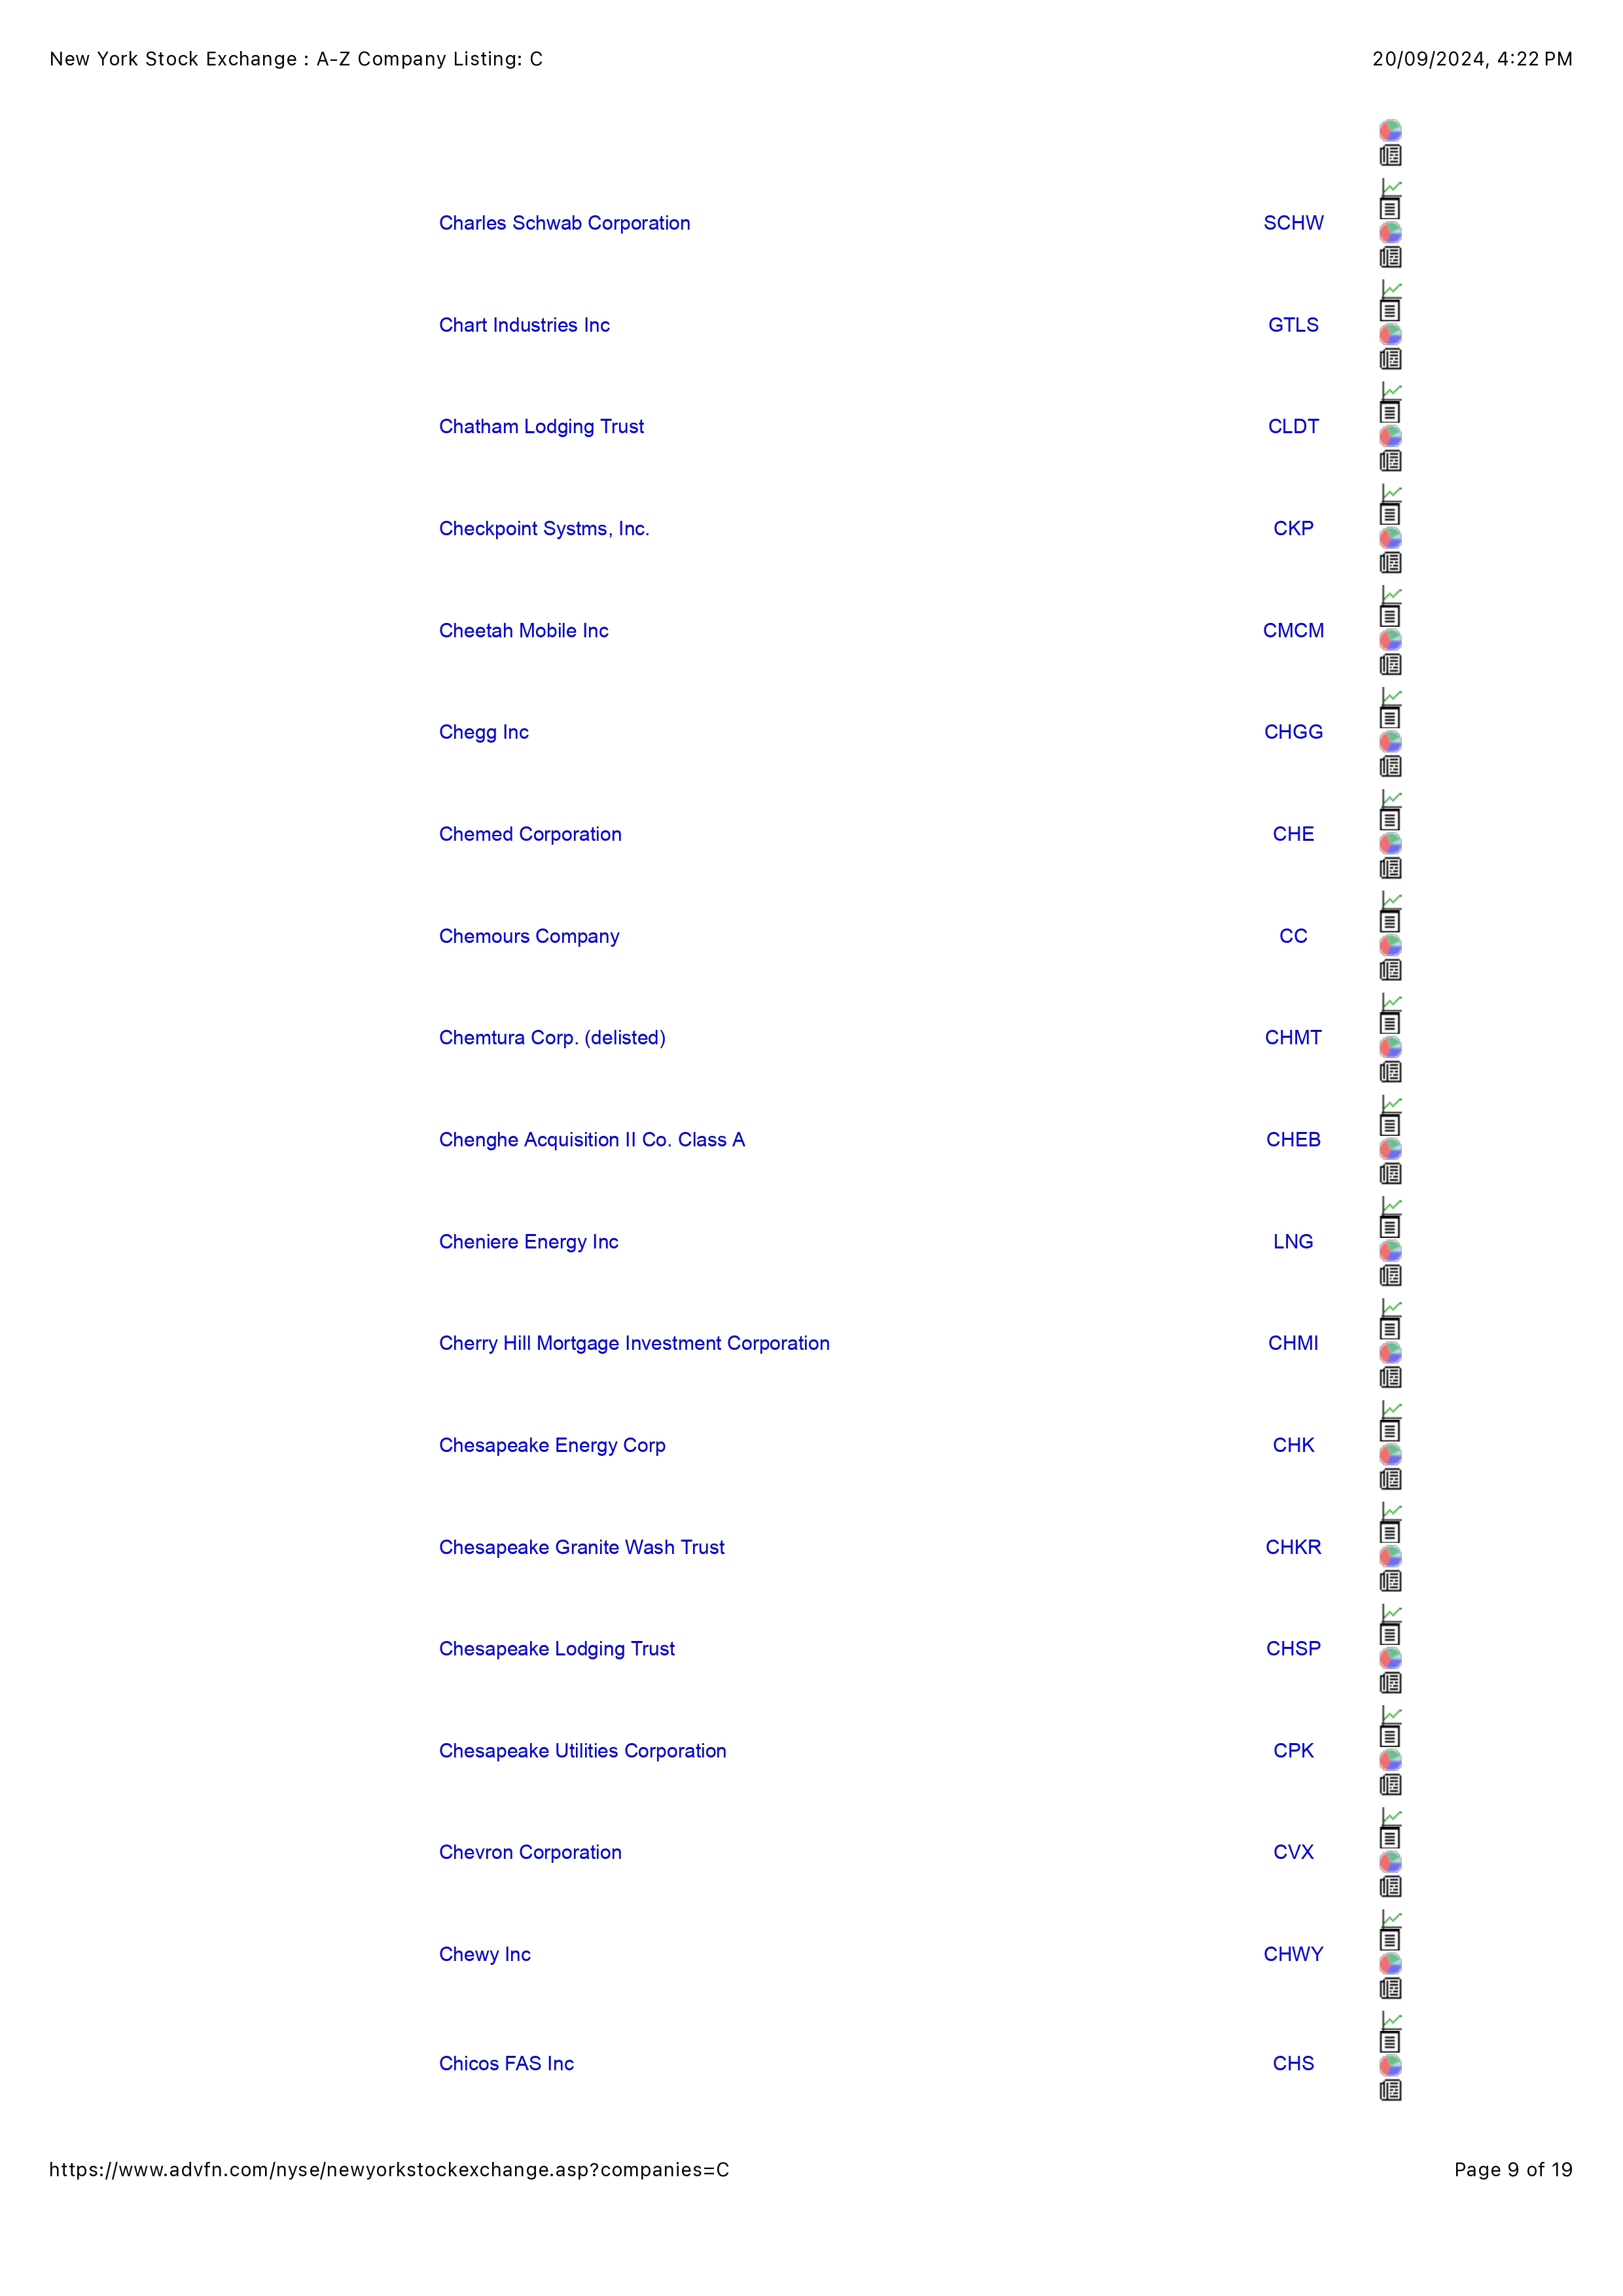 New York Stock Exchange : A-Z Company Listing: C 20/09/2024, 4:22 PM
Charles Schwab Corporation SCHW
Chart Industries Inc GTLS
Chatham Lodging Trust CLDT
Checkpoint Systms, Inc. CKP
Cheetah Mobile Inc CMCM
Chegg Inc CHGG
Chemed Corporation CHE
Chemours Company CC
Chemtura Corp. (delisted) CHMT
Chenghe Acquisition II Co. Class A CHEB
Cheniere Energy Inc LNG
Cherry Hill Mortgage Investment Corporation CHMI
Chesapeake Energy Corp CHK
Chesapeake Granite Wash Trust CHKR
Chesapeake Lodging Trust CHSP
Chesapeake Utilities Corporation CPK
Chevron Corporation CVX
Chewy Inc CHWY
Chicos FAS Inc CHS
https://www.advfn.com/nyse/newyorkstockexchange.asp?companies=C Page 9 of 19